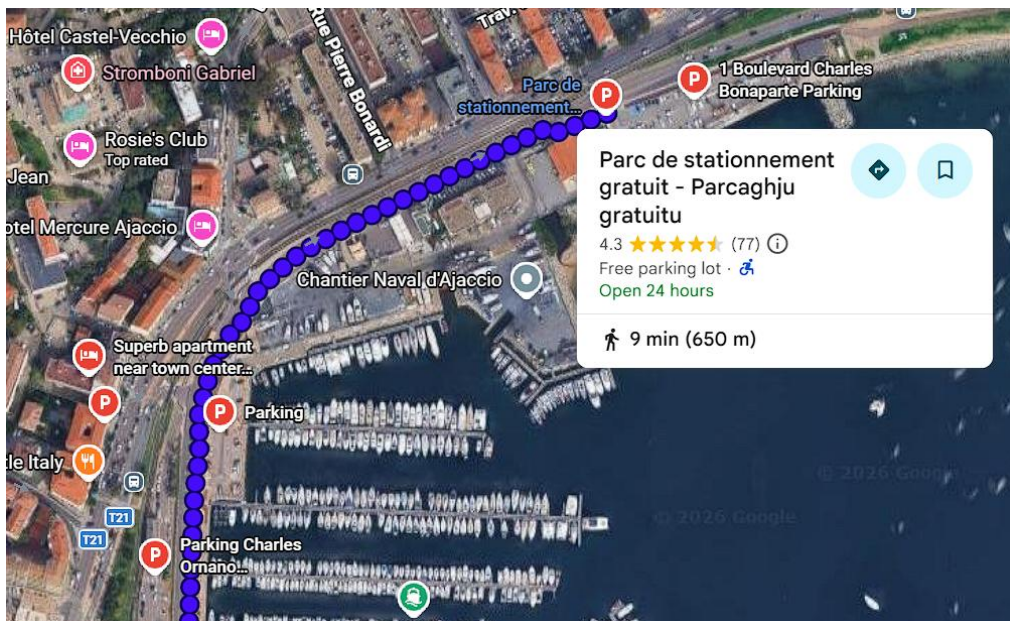 Hôtel Castel-Vecchio
Stromboni Gabriel
Rue Pierre Bonardi
Trav.
Parc de
stationnement...
1 Boulevard Charles
Bonaparte Parking
Rosie's Club
Top rated
Jean
otel Mercure Ajaccio
Chantier Naval d'Ajaccio
Parc de stationnement
gratuit - Parcaghju
gratuitu
4.3 (77)
Free parking lot ·
Open 24 hours
9 min (650 m)
Superb apartment
near town center...
P
P
P
P
P
Parking
tle Italy
T21
T21
Parking Charles
Ornano...
© 2026 Google
© 2026 Google